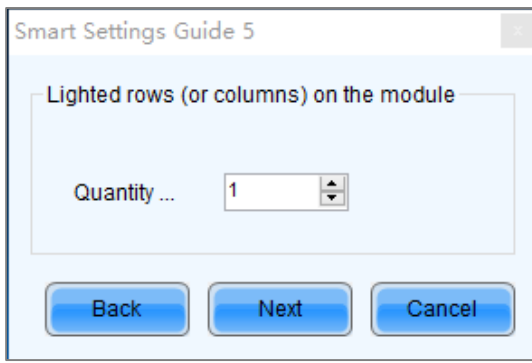 Smart Settings Guide 5
x
Lighted rows (or columns) on the module
Quantity ...
1
Back
Next
Cancel